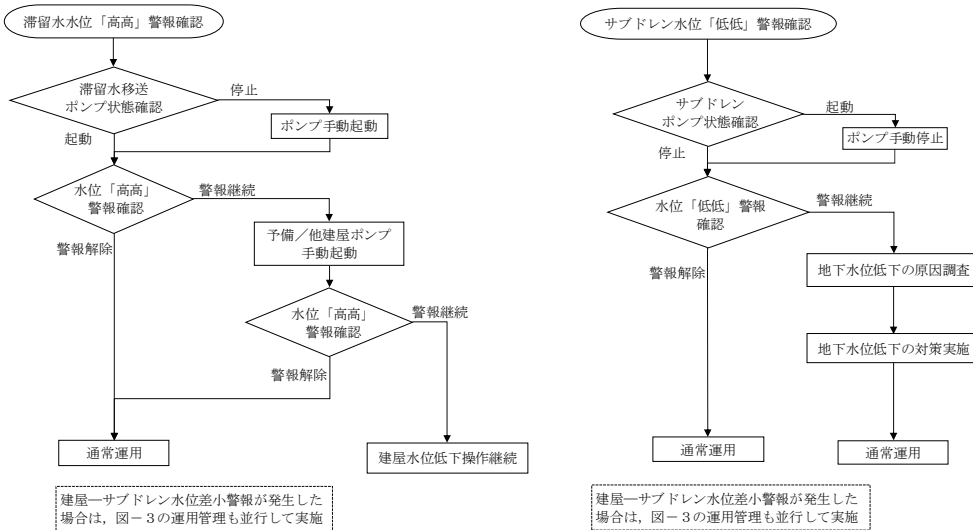 滞留水水位「高高」警報確認
滞留水移送
ポンプ状態確認
停止
ポンプ手動起動
起動
水位「高高」
警報確認
警報継続
予備／他建屋ポンプ
手動起動
警報解除
水位「高高」
警報確認
警報継続
警報解除
通常運用
建屋水位低下操作継続
建屋―サブドレン水位差小警報が発生した
場合は，図－３の運用管理も並行して実施
サブドレン水位「低低」警報確認
サブドレン
ポンプ状態確認
起動
ポンプ手動停止
停止
水位「低低」警報
確認
警報継続
地下水位低下の原因調査
警報解除
地下水位低下の対策実施
通常運用
通常運用
建屋―サブドレン水位差小警報が発生した
場合は，図－３の運用管理も並行して実施